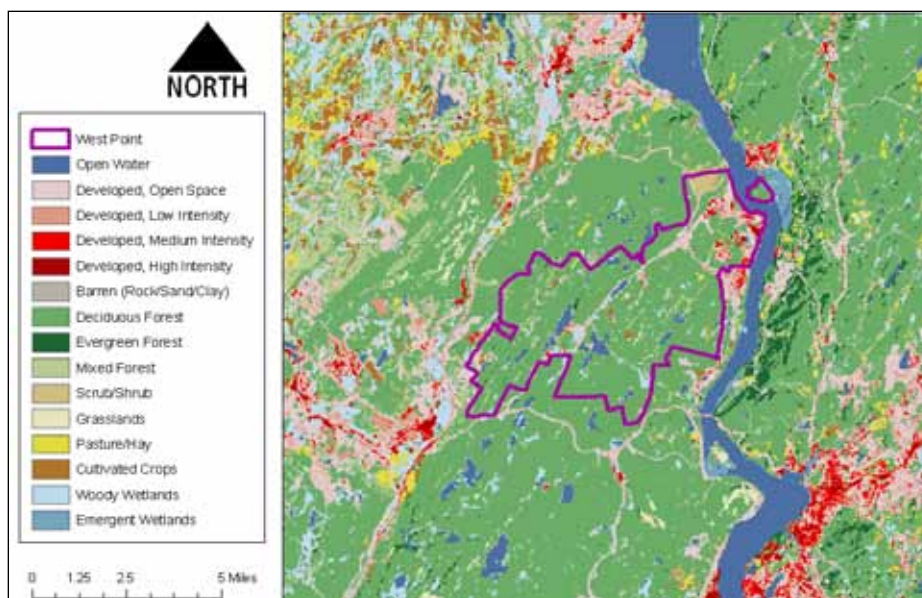 NORTH
West Point
Open Water
Developed, Open Space
Developed, Low Intensity
Developed, Medium Intensity
Developed, High Intensity
Barren (Rock/Sand/Clay)
Deciduous Forest
Evergreen Forest
Mixed Forest
Scrub/Shrub
Grasslands
Pasture/Hay
Cultivated Crops
Woody Wetlands
Emergent Wetlands
0 1.25 2.5 5 Miles